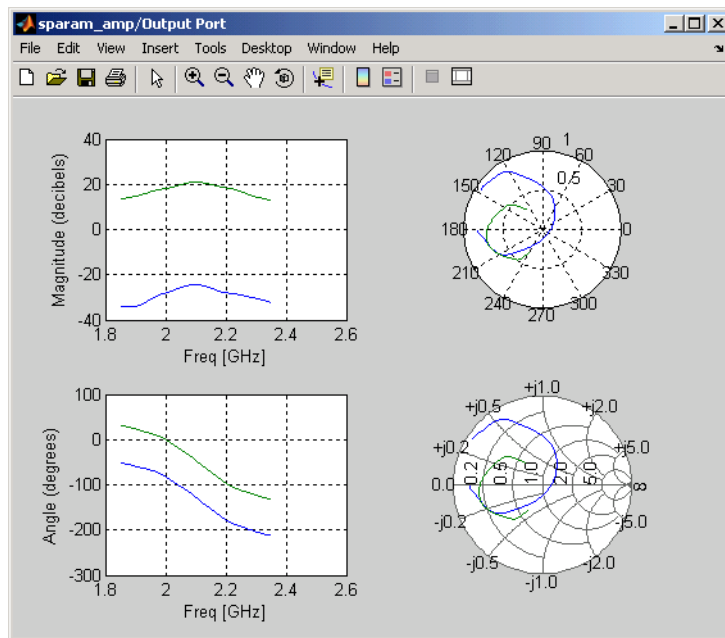 sparam_amp/Output Port
File Edit View Insert Tools Desktop Window Help
Magnitude (decibels)
40
20
0
-20
-40
1.8 2 2.2 2.4 2.6
Freq [GHz]
90 1
120 60
0.5
150 30
180 0
210 330
240 300
270
Angle (degrees)
100
0
-100
-200
-300
1.8 2 2.2 2.4 2.6
Freq [GHz]
+j1.0
+j0.5 +j2.0
+j0.2 +j5.0
0.0 0.2 0.5 1.0 2.0 5.0 ∞
-j0.2 -j5.0
-j0.5 -j2.0
-j1.0